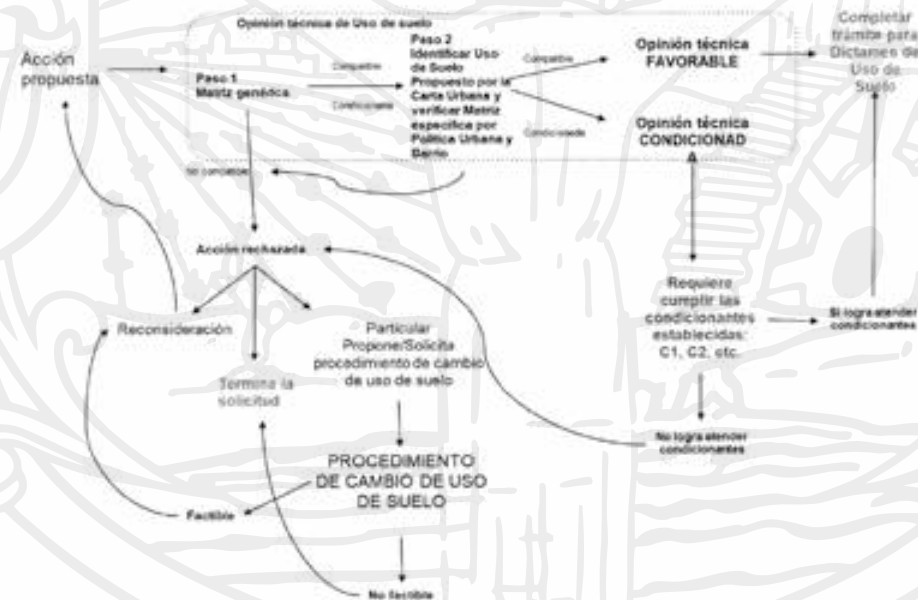 Opinión técnica de Uso de suelo
Acción
propuesta
Paso 1
Matriz genérica
Compatible
Condicionante
Paso 2
Identificar Uso
de Suelo
Propuesto por la
Carta Urbana y
verificar Matriz
específica por
Política Urbana y
Barrio
Compatible
Condicionada
Opinión técnica
FAVORABLE
Opinión técnica
CONDICIONAD
Completar
trámite para
Dictamen de
Uso de
Suelo
No compatible
Acción rechazada
Reconsideración
Termina la
solicitud
Particular
Propone/Solicita
procedimiento de cambio
de uso de suelo
Requiere
cumplir las
condicionantes
establecidas:
C1, C2, etc.
Si logra atender
condicionantes
No logra atender
condicionantes
PROCEDIMIENTO
DE CAMBIO DE USO
DE SUELO
Factible
No factible